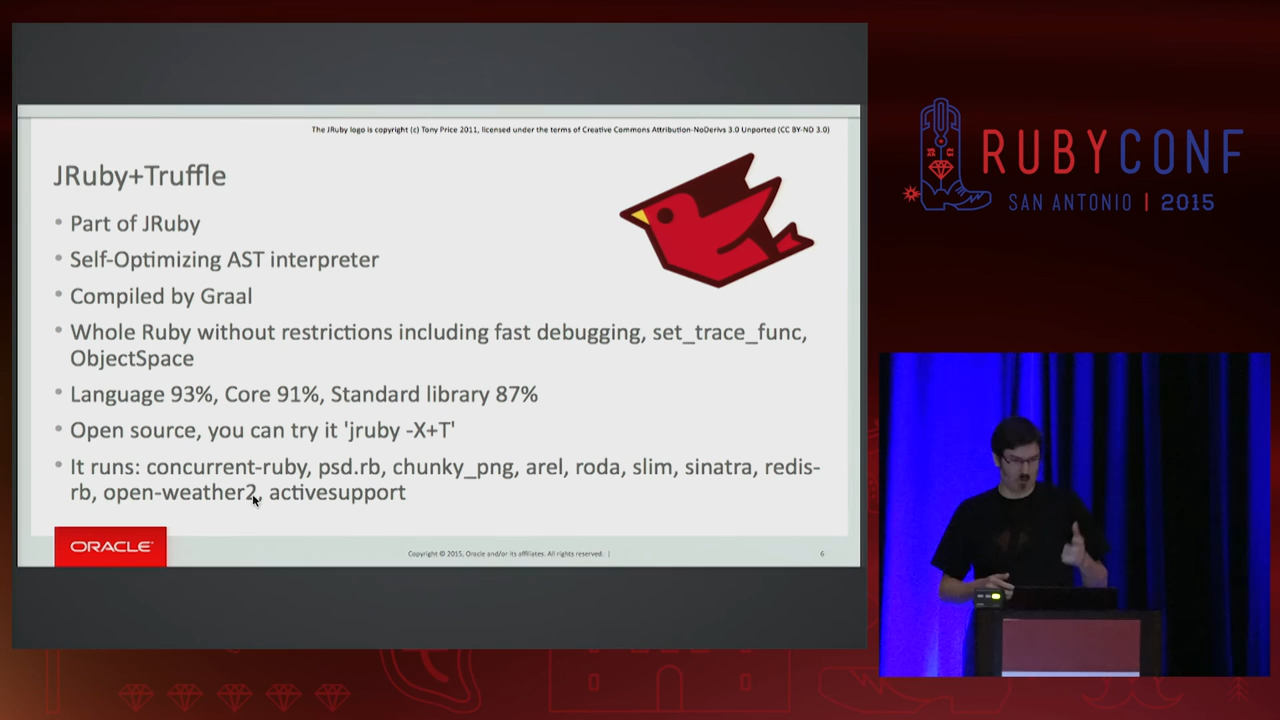 The JRuby logo is copyright (c) Tony Price 2011, licensed under the terms of Creative Commons Attribution-NoDerivs 3.0 Unported (CC BY-ND 3.0)
JRuby+Truffle
• Part of JRuby
• Self-Optimizing AST interpreter
• Compiled by Graal
• Whole Ruby without restrictions including fast debugging, set_trace_func,
ObjectSpace
• Language 93%, Core 91%, Standard library 87%
• Open source, you can try it 'jruby -X+T'
• It runs: concurrent-ruby, psd.rb, chunky_png, arel, roda, slim, sinatra, redis-
rb, open-weather2, activesupport
ORACLE®
Copyright © 2015, Oracle and/or its affiliates. All rights reserved. |
6
RUBYCONF
SAN ANTONIO | 2015